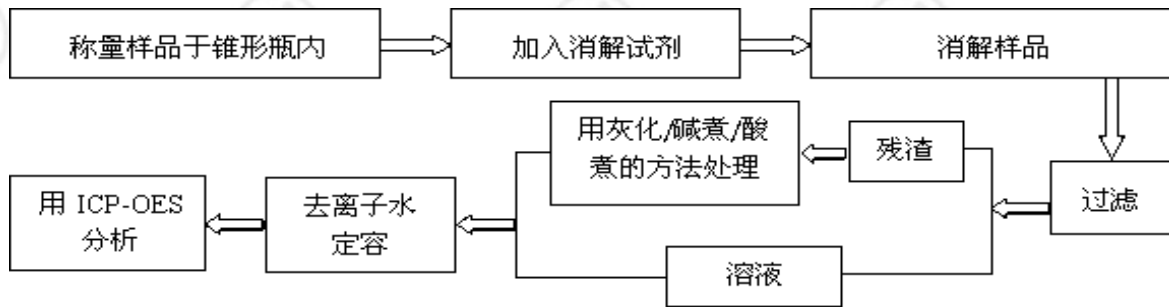 称量样品于锥形瓶内
加入消解试剂
消解样品
过滤
残渣
用灰化/碱煮/酸
煮的方法处理
溶液
去离子水
定容
用 ICP-OES
分析